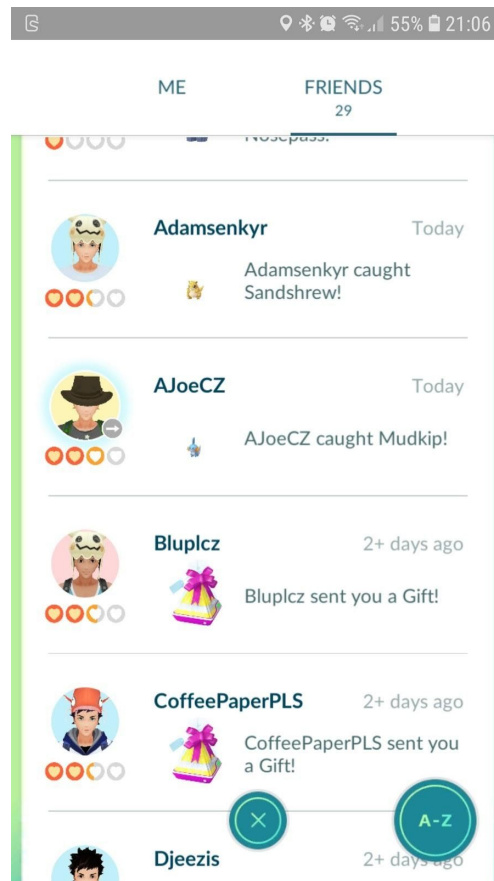 55% 21:06
ME FRIENDS
29
Nosepass!
Adamsenkyr Today
Adamsenkyr caught
Sandshrew!
AJoeCZ Today
AJoeCZ caught Mudkip!
Bluplcz 2+ days ago
Bluplcz sent you a Gift!
CoffeePaperPLS 2+ days ago
CoffeePaperPLS sent you
a Gift!
A-Z
Djeezis 2+ days ago